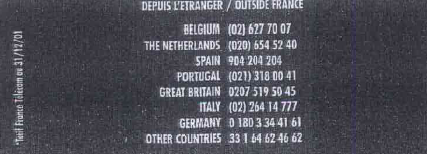 DEPUIS L'ETRANGER / OUTSIDE FRANCE
BELGIUM (02) 627 70 07
THE NETHERLANDS (020) 654 52 40
SPAIN 904 204 204
PORTUGAL (021) 318 00 41
GREAT BRITAIN 0207 519 50 45
ITALY (02) 264 14 777
GERMANY 0 180 3 34 41 61
OTHER COUNTRIES 33 1 64 62 46 62
*Tarif France Télécom au 31/12/01